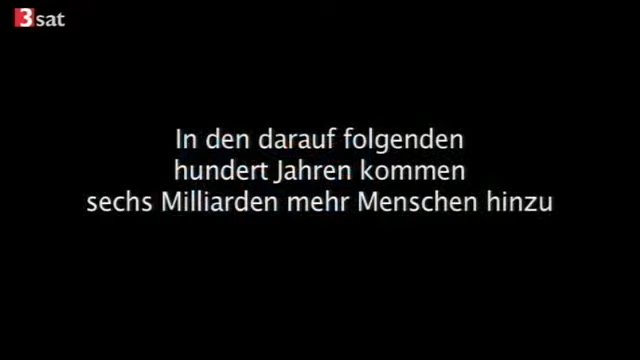 3sat
In den darauf folgenden
hundert Jahren kommen
sechs Milliarden mehr Menschen hinzu